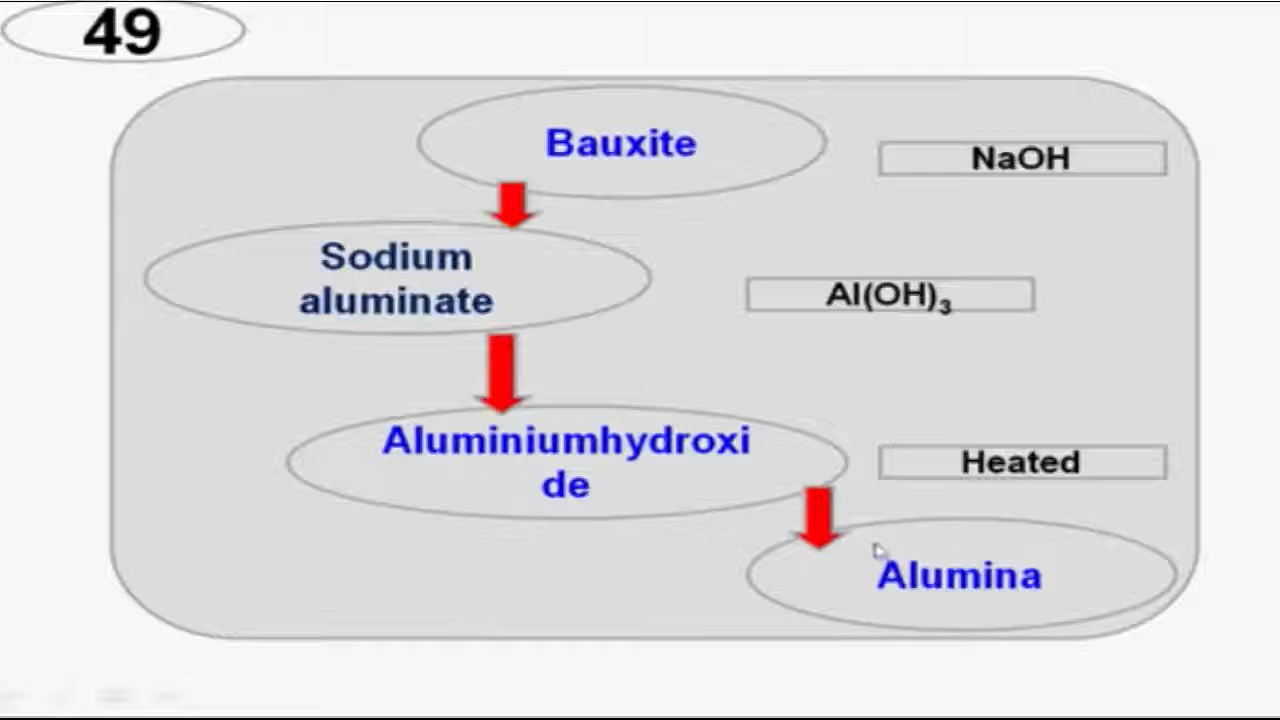 49
Bauxite
NaOH
Sodium
aluminate
Al(OH)₃
Aluminiumhydroxi
de
Heated
Alumina